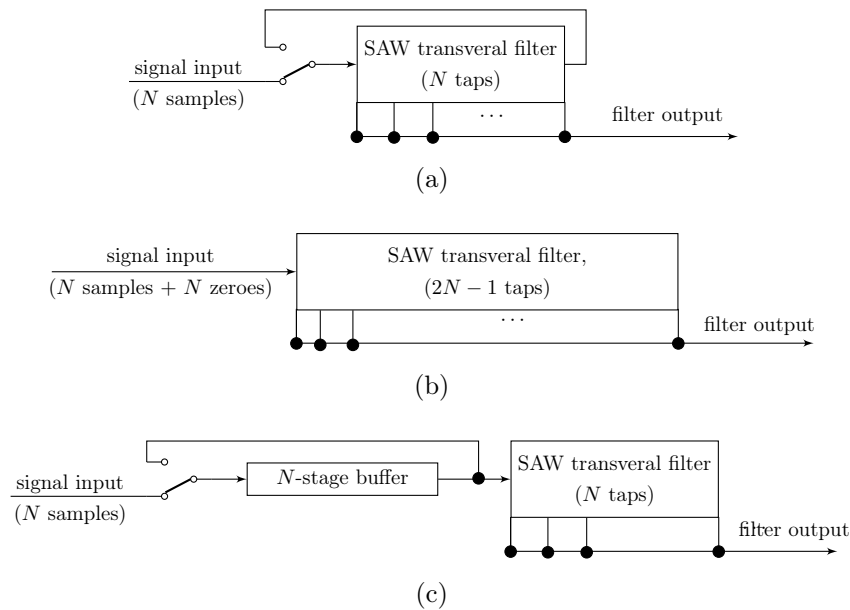 SAW transveral filter
(N taps)
signal input
(N samples)
· · ·
filter output
(a)
signal input
(N samples + N zeroes)
SAW transveral filter,
(2N − 1 taps)
· · ·
filter output
(b)
signal input
(N samples)
N-stage buffer
SAW transveral filter
(N taps)
· · ·
filter output
(c)